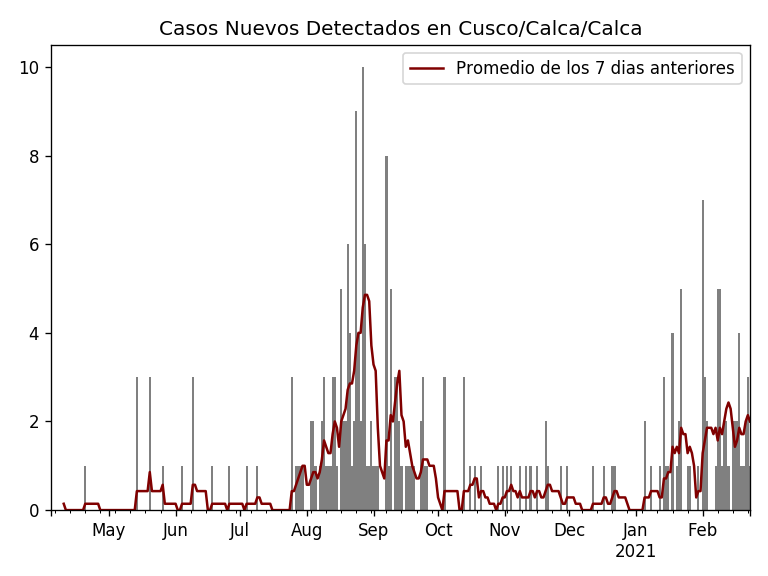 Casos Nuevos Detectados en Cusco/Calca/Calca
Promedio de los 7 dias anteriores
10
8
6
4
2
0
May Jun Jul Aug Sep Oct Nov Dec Jan Feb
2021